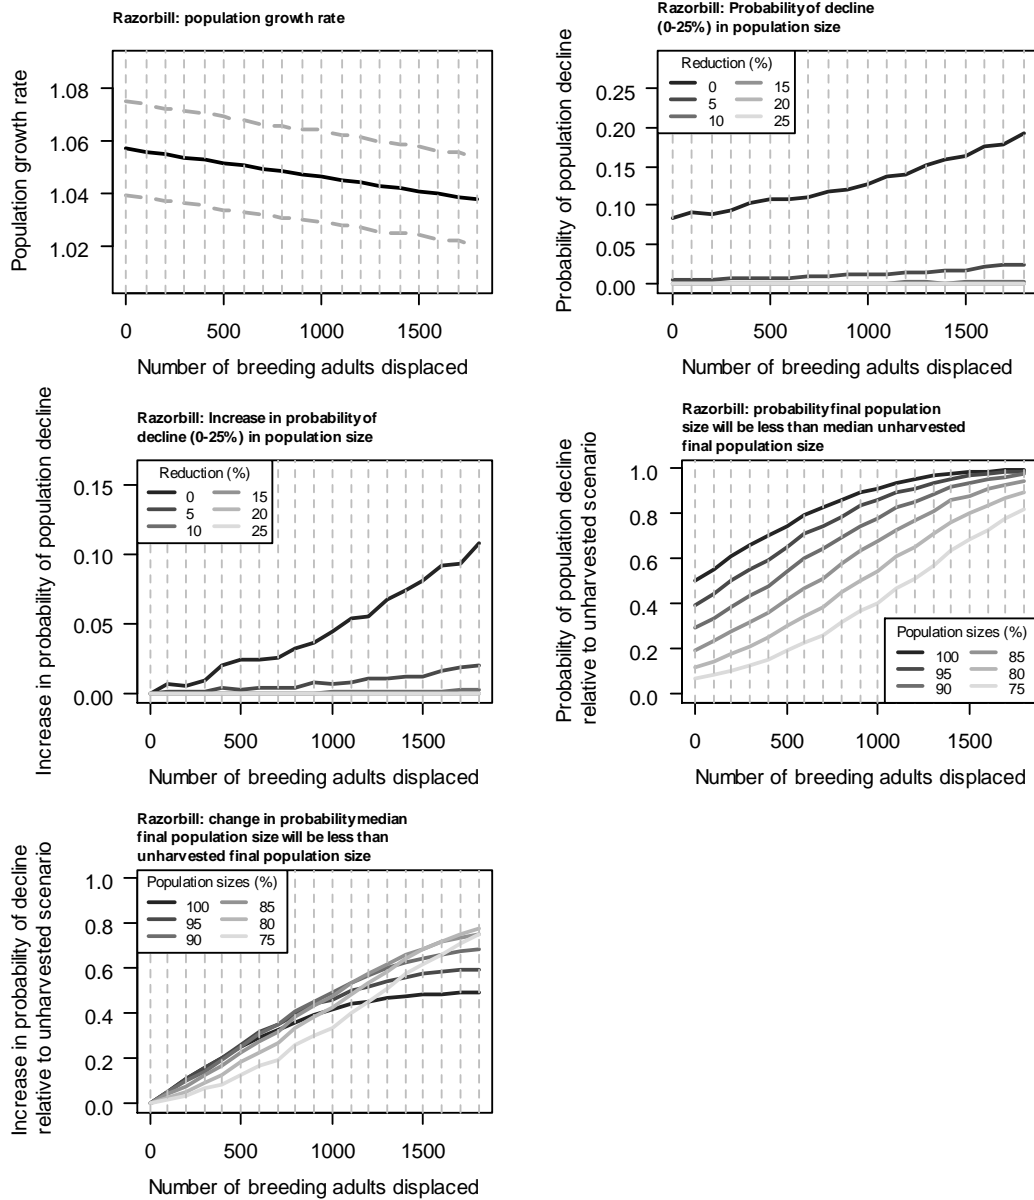 Razorbill: population growth rate
Population growth rate
1.08
1.06
1.04
1.02
0 500 1000 1500
Number of breeding adults displaced
Razorbill: Probability of decline
(0-25%) in population size
Probability of population decline
0.25
0.20
0.15
0.10
0.05
0.00
Reduction (%)
0 15
5 20
10 25
0 500 1000 1500
Number of breeding adults displaced
Razorbill: Increase in probability of
decline (0-25%) in population size
Increase in probability of population decline
0.15
0.10
0.05
0.00
Reduction (%)
0 15
5 20
10 25
0 500 1000 1500
Number of breeding adults displaced
Razorbill: probability final population
size will be less than median unharvested
final population size
Probability of population decline
relative to unharvested scenario
1.0
0.8
0.6
0.4
0.2
0.0
Population sizes (%)
100 85
95 80
90 75
0 500 1000 1500
Number of breeding adults displaced
Razorbill: change in probability median
final population size will be less than
unharvested final population size
Increase in probability of decline
relative to unharvested scenario
1.0
0.8
0.6
0.4
0.2
0.0
Population sizes (%)
100 85
95 80
90 75
0 500 1000 1500
Number of breeding adults displaced